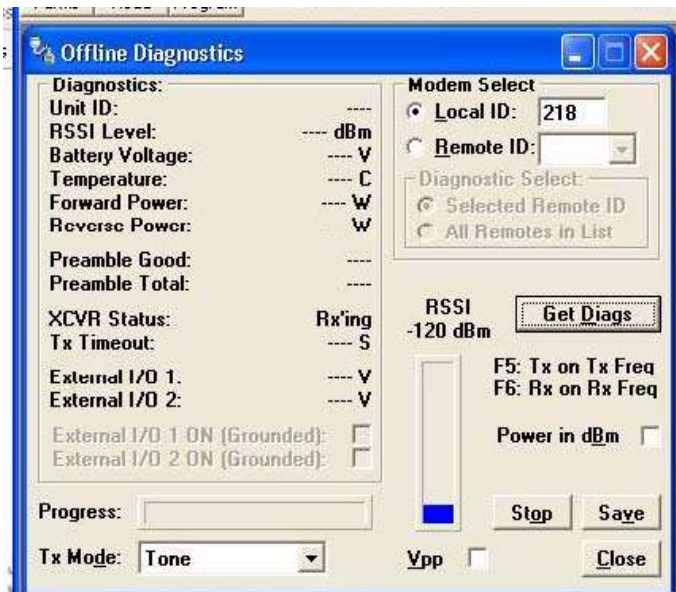 Offline Diagnostics
Diagnostics:
Unit ID: ----
RSSI Level: ---- dBm
Battery Voltage: ---- V
Temperature: ---- C
Forward Power: ---- W
Reverse Power: W
Preamble Good: ----
Preamble Total: ----
XCVR Status: Rx'ing
Tx Timeout: ---- S
External I/O 1: ---- V
External I/O 2: ---- V
External I/O 1 ON (Grounded):
External I/O 2 ON (Grounded):
Progress:
Tx Mode: Tone
Modem Select
Local ID: 218
Remote ID:
Diagnostic Select:
Selected Remote ID
All Remotes in List
RSSI
-120 dBm
Get Diags
F5: Tx on Tx Freq
F6: Rx on Rx Freq
Power in dBm
Stop Save
Vpp Close